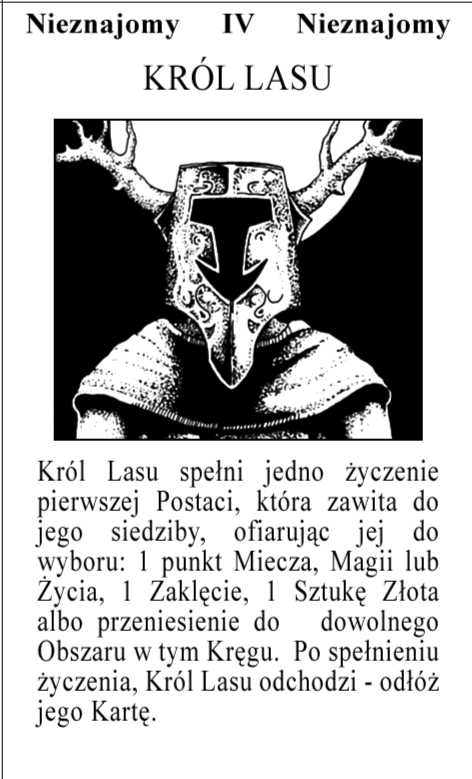 Nieznajomy IV Nieznajomy
KRÓL LASU
Król Lasu spełni jedno życzenie
pierwszej Postaci, która zawita do
jego siedziby, ofiarując jej do
wyboru: 1 punkt Miecza, Magii lub
Życia, 1 Zaklęcie, 1 Sztukę Złota
albo przeniesienie do dowolnego
Obszaru w tym Kręgu. Po spełnieniu
życzenia, Król Lasu odchodzi - odłóż
jego Kartę.